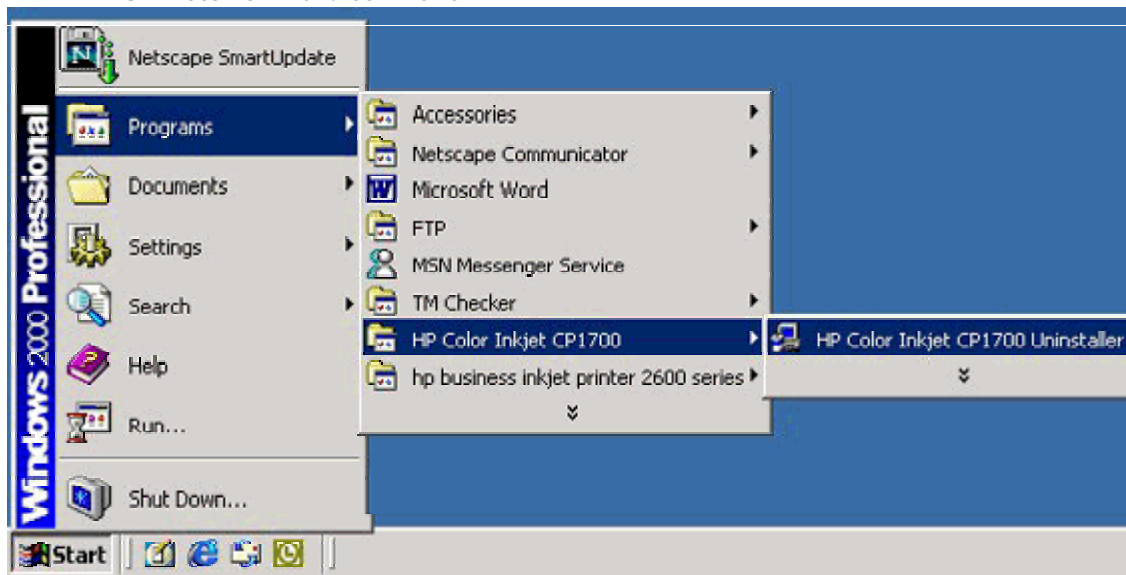 Netscape SmartUpdate
Programs
Documents
Settings
Search
Help
Run...
Shut Down...
Windows 2000 Professional
Accessories
Netscape Communicator
Microsoft Word
FTP
MSN Messenger Service
TM Checker
HP Color Inkjet CP1700
hp business inkjet printer 2600 series
HP Color Inkjet CP1700 Uninstaller
Start